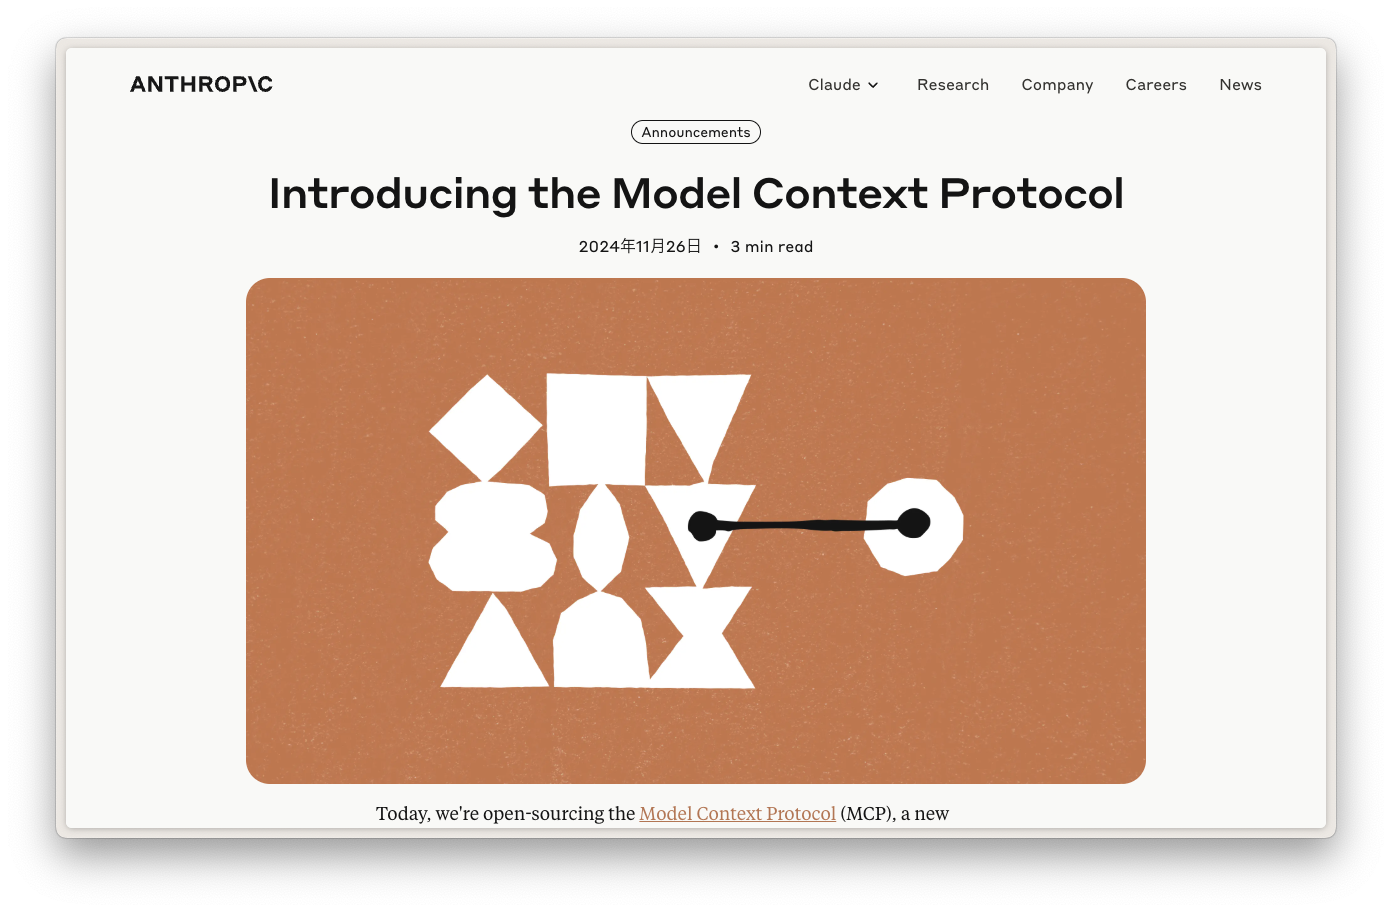 ANTHROP\C
Claude Research Company Careers News
Announcements
Introducing the Model Context Protocol
2024年11月26日 • 3 min read
Today, we're open-sourcing the Model Context Protocol (MCP), a new